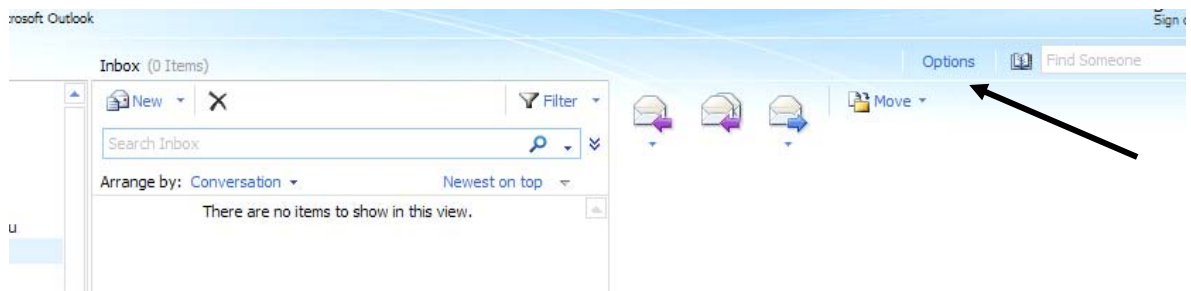 rosoft Outlook
Sign
Inbox (0 Items)
Options
Find Someone
New
Filter
Move
Search Inbox
Arrange by: Conversation
Newest on top
There are no items to show in this view.
u